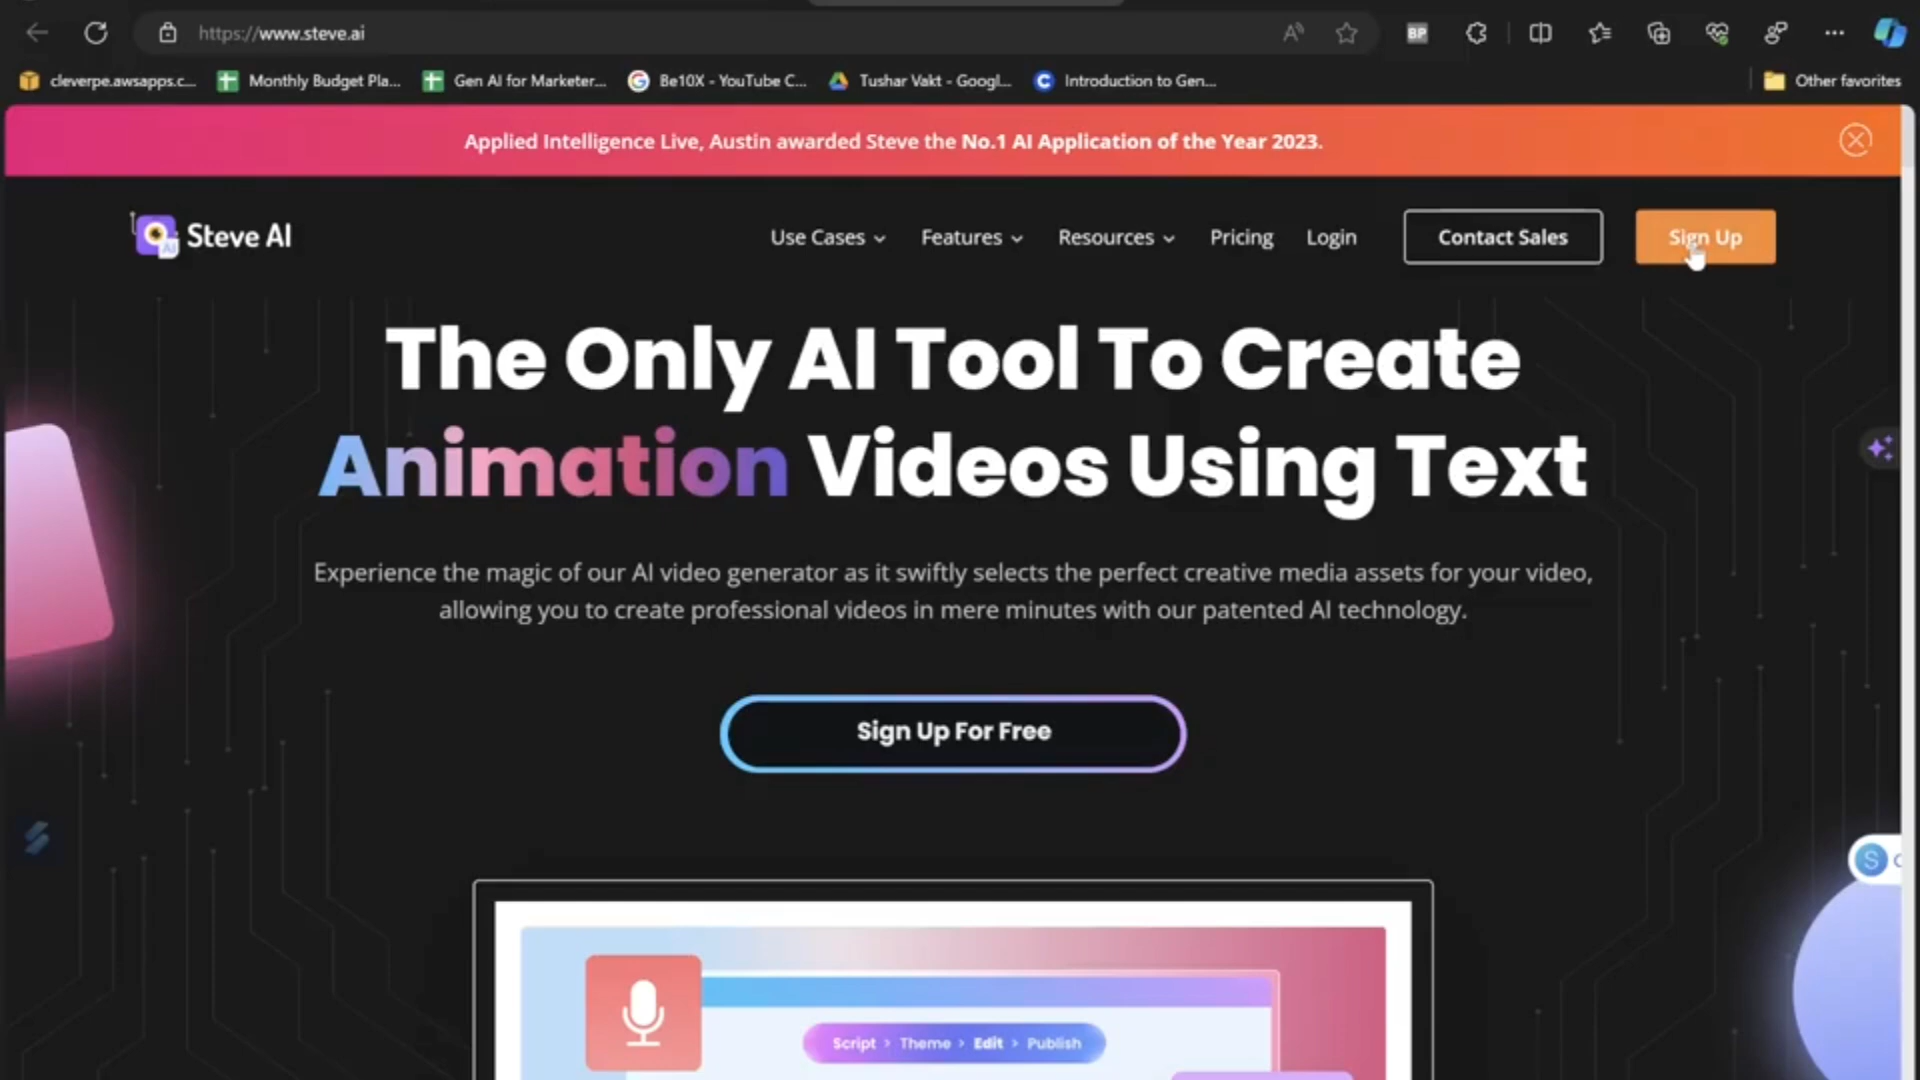 https://www.steve.ai
BP
cleverpe.awsapps.c...
Monthly Budget Pla...
Gen AI for Marketer...
Be10X - YouTube C...
Tushar Vakt - Googl...
Introduction to Gen...
Other favorites
Applied Intelligence Live, Austin awarded Steve the No.1 AI Application of the Year 2023.
Steve AI
Use Cases
Features
Resources
Pricing
Login
Contact Sales
Sign Up
The Only AI Tool To Create
Animation Videos Using Text
Experience the magic of our AI video generator as it swiftly selects the perfect creative media assets for your video,
allowing you to create professional videos in mere minutes with our patented AI technology.
Sign Up For Free
Script > Theme > Edit > Publish